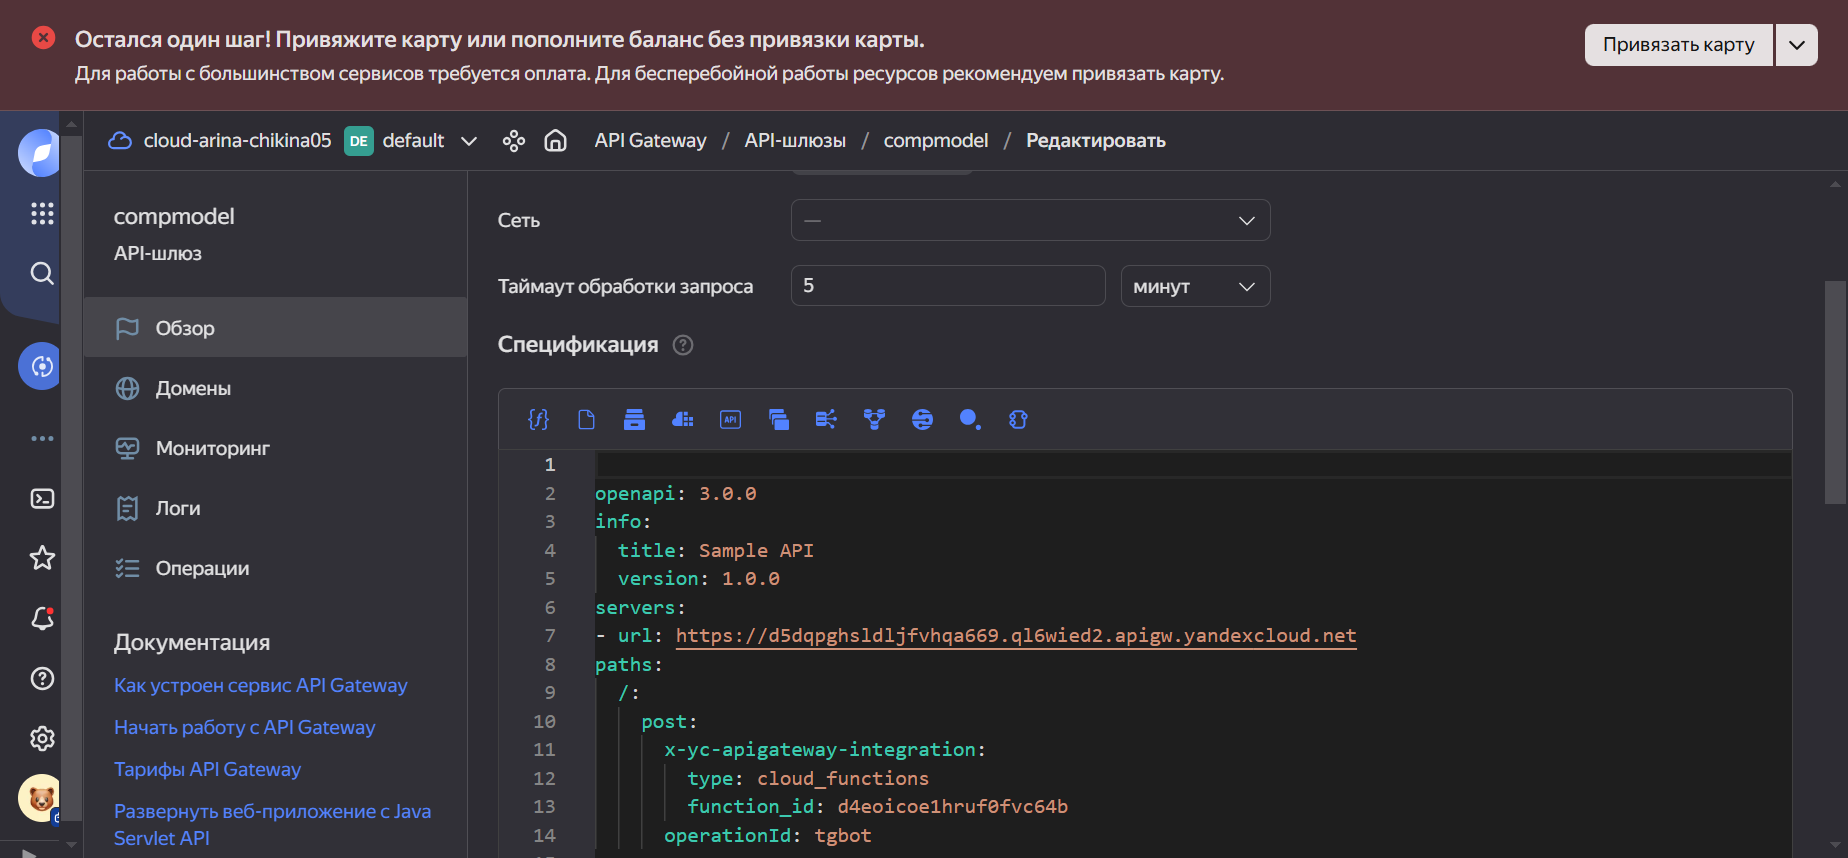 Остался один шаг! Привяжите карту или пополните баланс без привязки карты.
Для работы с большинством сервисов требуется оплата. Для бесперебойной работы ресурсов рекомендуем привязать карту.
Привязать карту
cloud-arina-chikina05 DE default API Gateway / API-шлюзы / compmodel / Редактировать
compmodel
API-шлюз
Обзор
Домены
Мониторинг
Логи
Операции
Документация
Как устроен сервис API Gateway
Начать работу с API Gateway
Тарифы API Gateway
Развернуть веб-приложение с Java
Servlet API
Сеть —
Таймаут обработки запроса 5 минут
Спецификация
API
1
2 openapi: 3.0.0
3 info:
4 title: Sample API
5 version: 1.0.0
6 servers:
7 - url: https://d5dqpghsldljfvhqa669.ql6wied2.apigw.yandexcloud.net
8 paths:
9 /:
10 post:
11 x-yc-apigateway-integration:
12 type: cloud_functions
13 function_id: d4eoicoe1hruf0fvc64b
14 operationId: tgbot